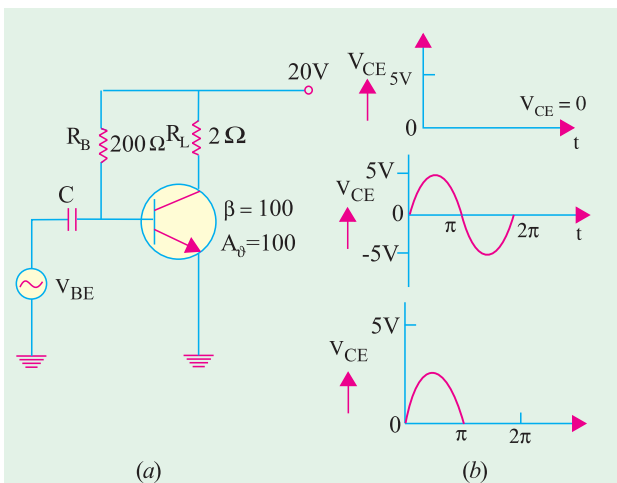 20V
R_B 200 Ω R_L 2 Ω
C
β = 100
A_ϑ=100
V_BE
(a)
V_CE
5V
V_CE = 0
0
t
5V
V_CE
0
π
2π
t
-5V
5V
V_CE
0
π
2π
(b)